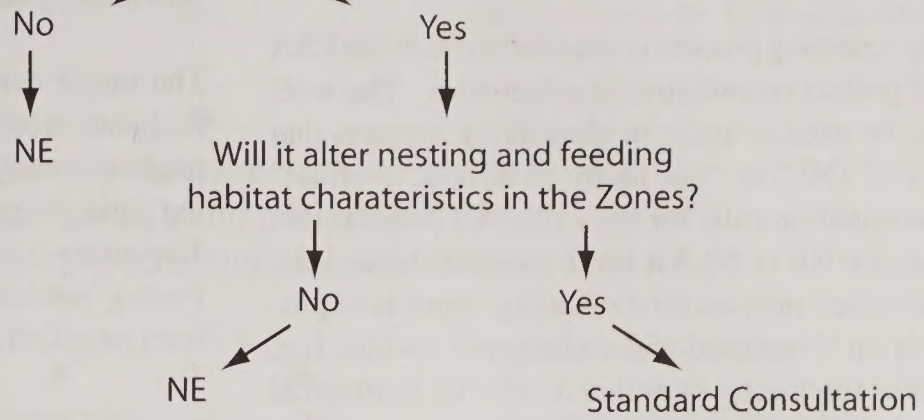 No
Yes
NE
Will it alter nesting and feeding
habitat charateristics in the Zones?
No
Yes
NE
Standard Consultation